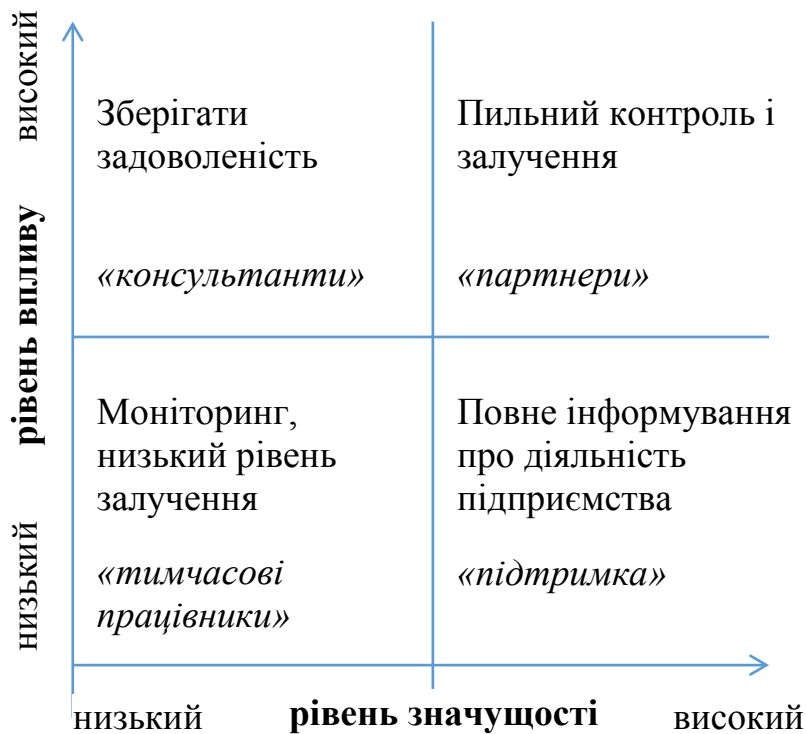 високий
рівень впливу
низький
Зберігати
задоволеність
«консультанти»
Пильний контроль і
залучення
«партнери»
Моніторинг,
низький рівень
залучення
«тимчасові
працівники»
Повне інформування
про діяльність
підприємства
«підтримка»
низький
рівень значущості
високий